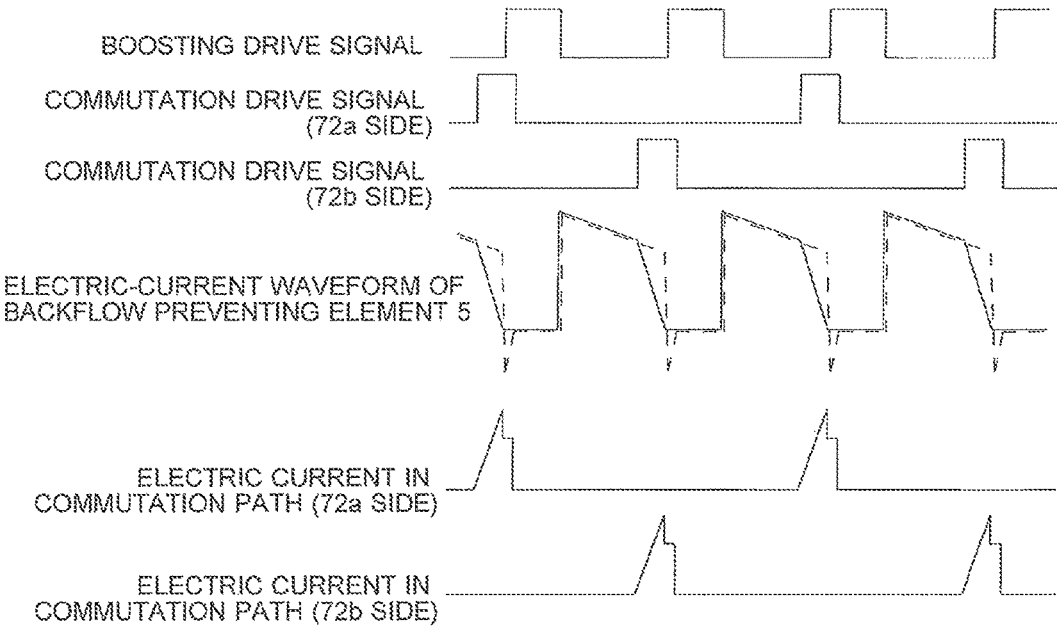 BOOSTING DRIVE SIGNAL
COMMUTATION DRIVE SIGNAL
(72a SIDE)
COMMUTATION DRIVE SIGNAL
(72b SIDE)
ELECTRIC-CURRENT WAVEFORM OF
BACKFLOW PREVENTING ELEMENT 5
ELECTRIC CURRENT IN
COMMUTATION PATH (72a SIDE)
ELECTRIC CURRENT IN
COMMUTATION PATH (72b SIDE)